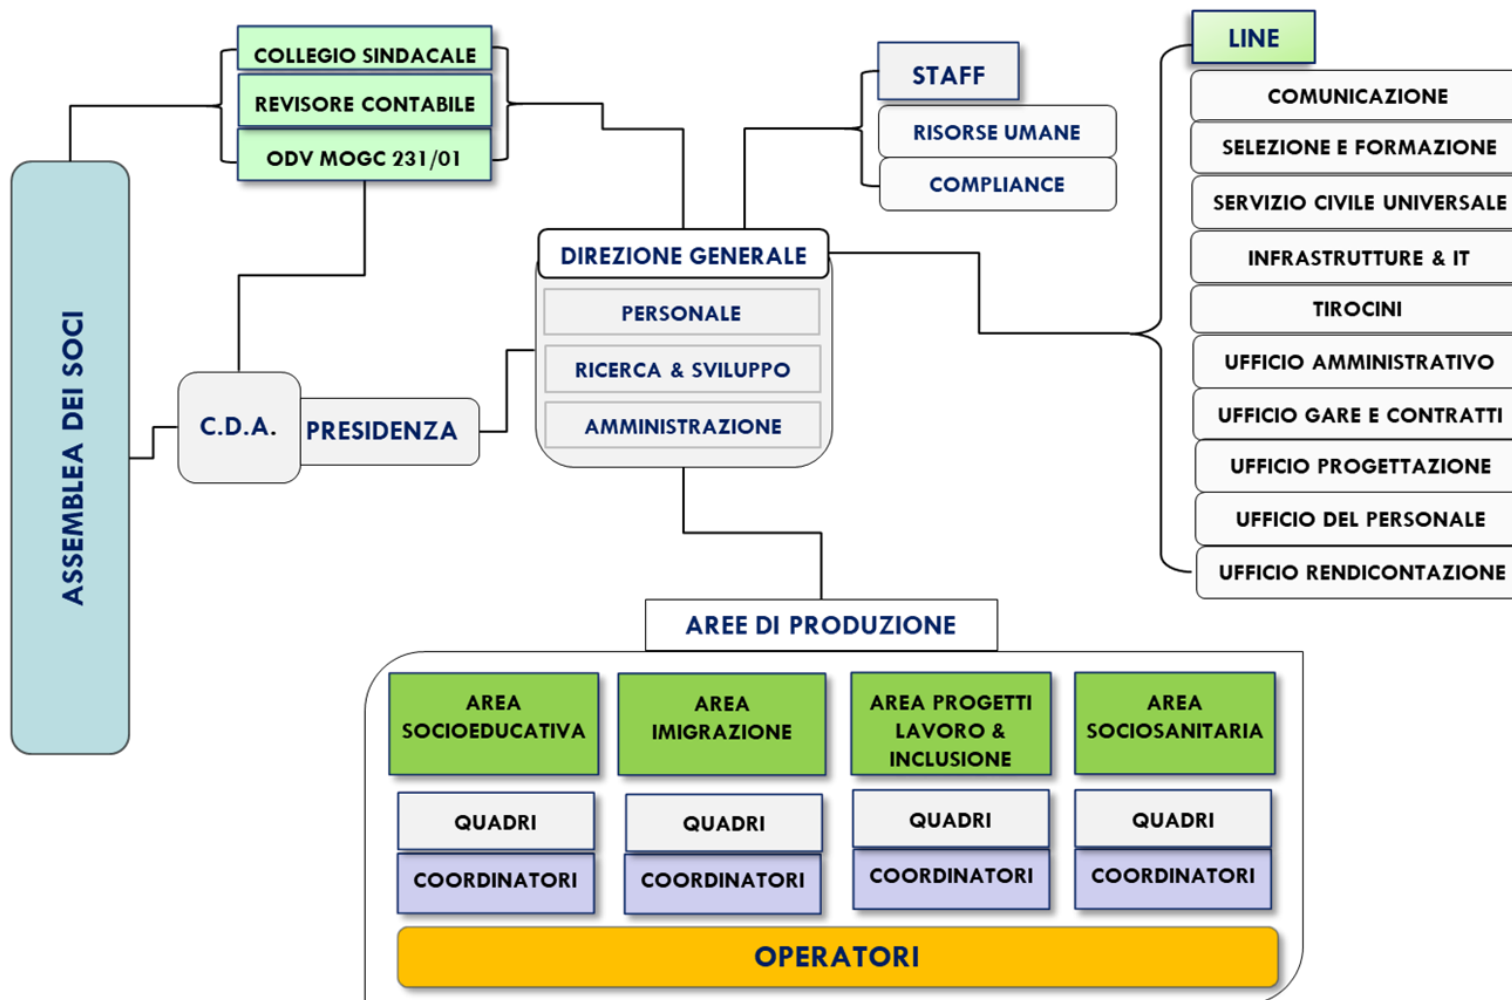 COLLEGIO SINDACALE
REVISORE CONTABILE
ODV MOGC 231/01
STAFF
RISORSE UMANE
COMPLIANCE
LINE
COMUNICAZIONE
SELEZIONE E FORMAZIONE
SERVIZIO CIVILE UNIVERSALE
INFRASTRUTTURE & IT
TIROCINI
UFFICIO AMMINISTRATIVO
UFFICIO GARE E CONTRATTI
UFFICIO PROGETTAZIONE
UFFICIO DEL PERSONALE
UFFICIO RENDICONTAZIONE
ASSEMBLEA DEI SOCI
C.D.A.
PRESIDENZA
DIREZIONE GENERALE
PERSONALE
RICERCA & SVILUPPO
AMMINISTRAZIONE
AREE DI PRODUZIONE
AREA
SOCIOEDUCATIVA
AREA
IMIGRAZIONE
AREA PROGETTI
LAVORO &
INCLUSIONE
AREA
SOCIOSANITARIA
QUADRI
QUADRI
QUADRI
QUADRI
COORDINATORI
COORDINATORI
COORDINATORI
COORDINATORI
OPERATORI